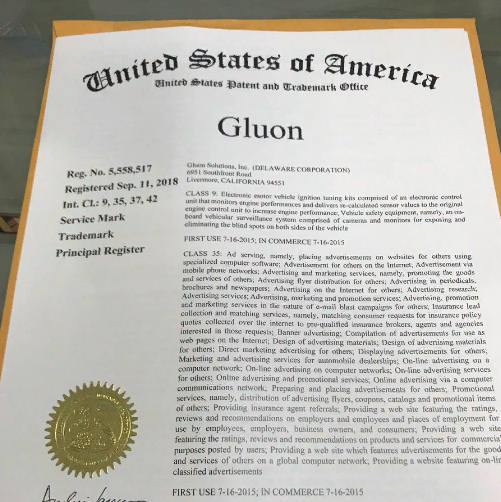 United States of America
United States Patent and Trademark Office
Gluon
Reg. No. 5,558,517
Registered Sep. 11, 2018
Int. Cl.: 9, 35, 37, 42
Service Mark
Trademark
Principal Register
Gluon Solutions, Inc. (DELAWARE CORPORATION)
6951 Southfront Road
Livermore, CALIFORNIA 94551
CLASS 9: Electronic motor vehicle ignition tuning kits comprised of an electronic control
unit that monitors engine performances and delivers re-calculated sensor values to the original
engine control unit to increase engine performance; Vehicle safety equipment, namely, an on-
board vehicular surveillance system comprised of cameras and monitors for exposing and
eliminating the blind spots on both sides of the vehicle
FIRST USE 7-16-2015; IN COMMERCE 7-16-2015
CLASS 35: Ad serving, namely, placing advertisements on websites for others using
specialized computer software; Advertisement for others on the Internet; Advertisement via
mobile phone networks; Advertising and marketing services, namely, promoting the goods
and services of others; Advertising flyer distribution for others; Advertising in periodicals,
brochures and newspapers; Advertising on the Internet for others; Advertising research;
Advertising services; Advertising, marketing and promotion services; Advertising, promotion
and marketing services in the nature of e-mail blast campaigns for others; Insurance lead
collection and matching services, namely, matching consumer requests for insurance policy
quotes collected over the internet to pre-qualified insurance brokers, agents and agencies
interested in those requests; Banner advertising; Compilation of advertisements for use as
web pages on the Internet; Design of advertising materials; Design of advertising materials
for others; Direct marketing advertising for others; Displaying advertisements for others;
Marketing and advertising services for automobile dealerships; On-line advertising on a
computer network; On-line advertising on computer networks; On-line advertising services
for others; Online advertising and promotional services; Online advertising via a computer
communications network; Preparing and placing advertisements for others; Promotional
services, namely, distribution of advertising flyers, coupons, catalogs and promotional items
of others; Providing insurance agent referrals; Providing a web site featuring the ratings,
reviews and recommendations on employers and employees and places of employment for
use by employees, employers, business owners, and consumers; Providing a web site
featuring the ratings, reviews and recommendations on products and services for commercia
purposes posted by users; Providing a web site which features advertisements for the good
and services of others on a global computer network; Providing a website featuring on-li
classified advertisements
FIRST USE 7-16-2015; IN COMMERCE 7-16-2015